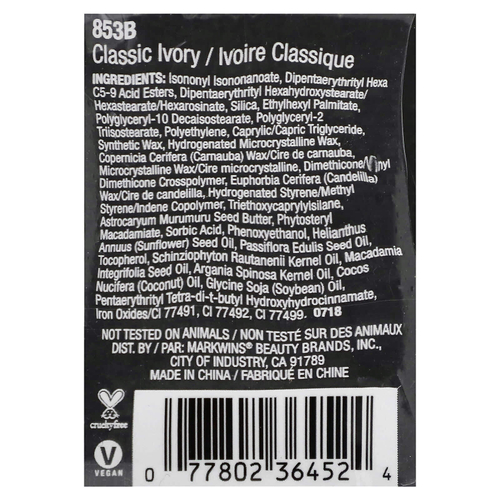 853B
Classic Ivory / Ivoire Classique
INGREDIENTS: Isononyl Isononanoate, Dipentaerythrityl Hexa
C5-9 Acid Esters, Dipentaerythrityl Hexahydroxystearate/
Hexastearate/Hexarosinate, Silica, Ethylhexyl Palmitate,
Polyglyceryl-10 Decaisostearate, Polyglyceryl-2
Triisostearate, Polyethylene, Caprylic/Capric Triglyceride,
Synthetic Wax, Hydrogenated Microcrystalline Wax,
Copernicia Cerifera (Carnauba) Wax/Cire de carnauba,
Microcrystalline Wax/Cire microcrystalline, Dimethicone/Vinyl
Dimethicone Crosspolymer, Euphorbia Cerifera (Candelilla)
Wax/Cire de candelilla, Hydrogenated Styrene/Methyl
Styrene/Indene Copolymer, Triethoxycaprylylsilane,
Astrocaryum Murumuru Seed Butter, Phytosteryl
Macadamiate, Sorbic Acid, Phenoxyethanol, Helianthus
Annuus (Sunflower) Seed Oil, Passiflora Edulis Seed Oil,
Tocopherol, Schinziophyton Rautanenii Kernel Oil, Macadamia
Integrifolia Seed Oil, Argania Spinosa Kernel Oil, Cocos
Nucifera (Coconut) Oil, Glycine Soja (Soybean) Oil,
Pentaerythrityl Tetra-di-t-butyl Hydroxyhydrocinnamate,
Iron Oxides/CI 77491, CI 77492, CI 77499. 0718
NOT TESTED ON ANIMALS / NON TESTÉ SUR DES ANIMAUX
DIST. BY / PAR: MARKWINS® BEAUTY BRANDS, INC.,
CITY OF INDUSTRY, CA 91789
MADE IN CHINA / FABRIQUÉ EN CHINE
crueltyfree
V
VEGAN
0 77802 36452 4